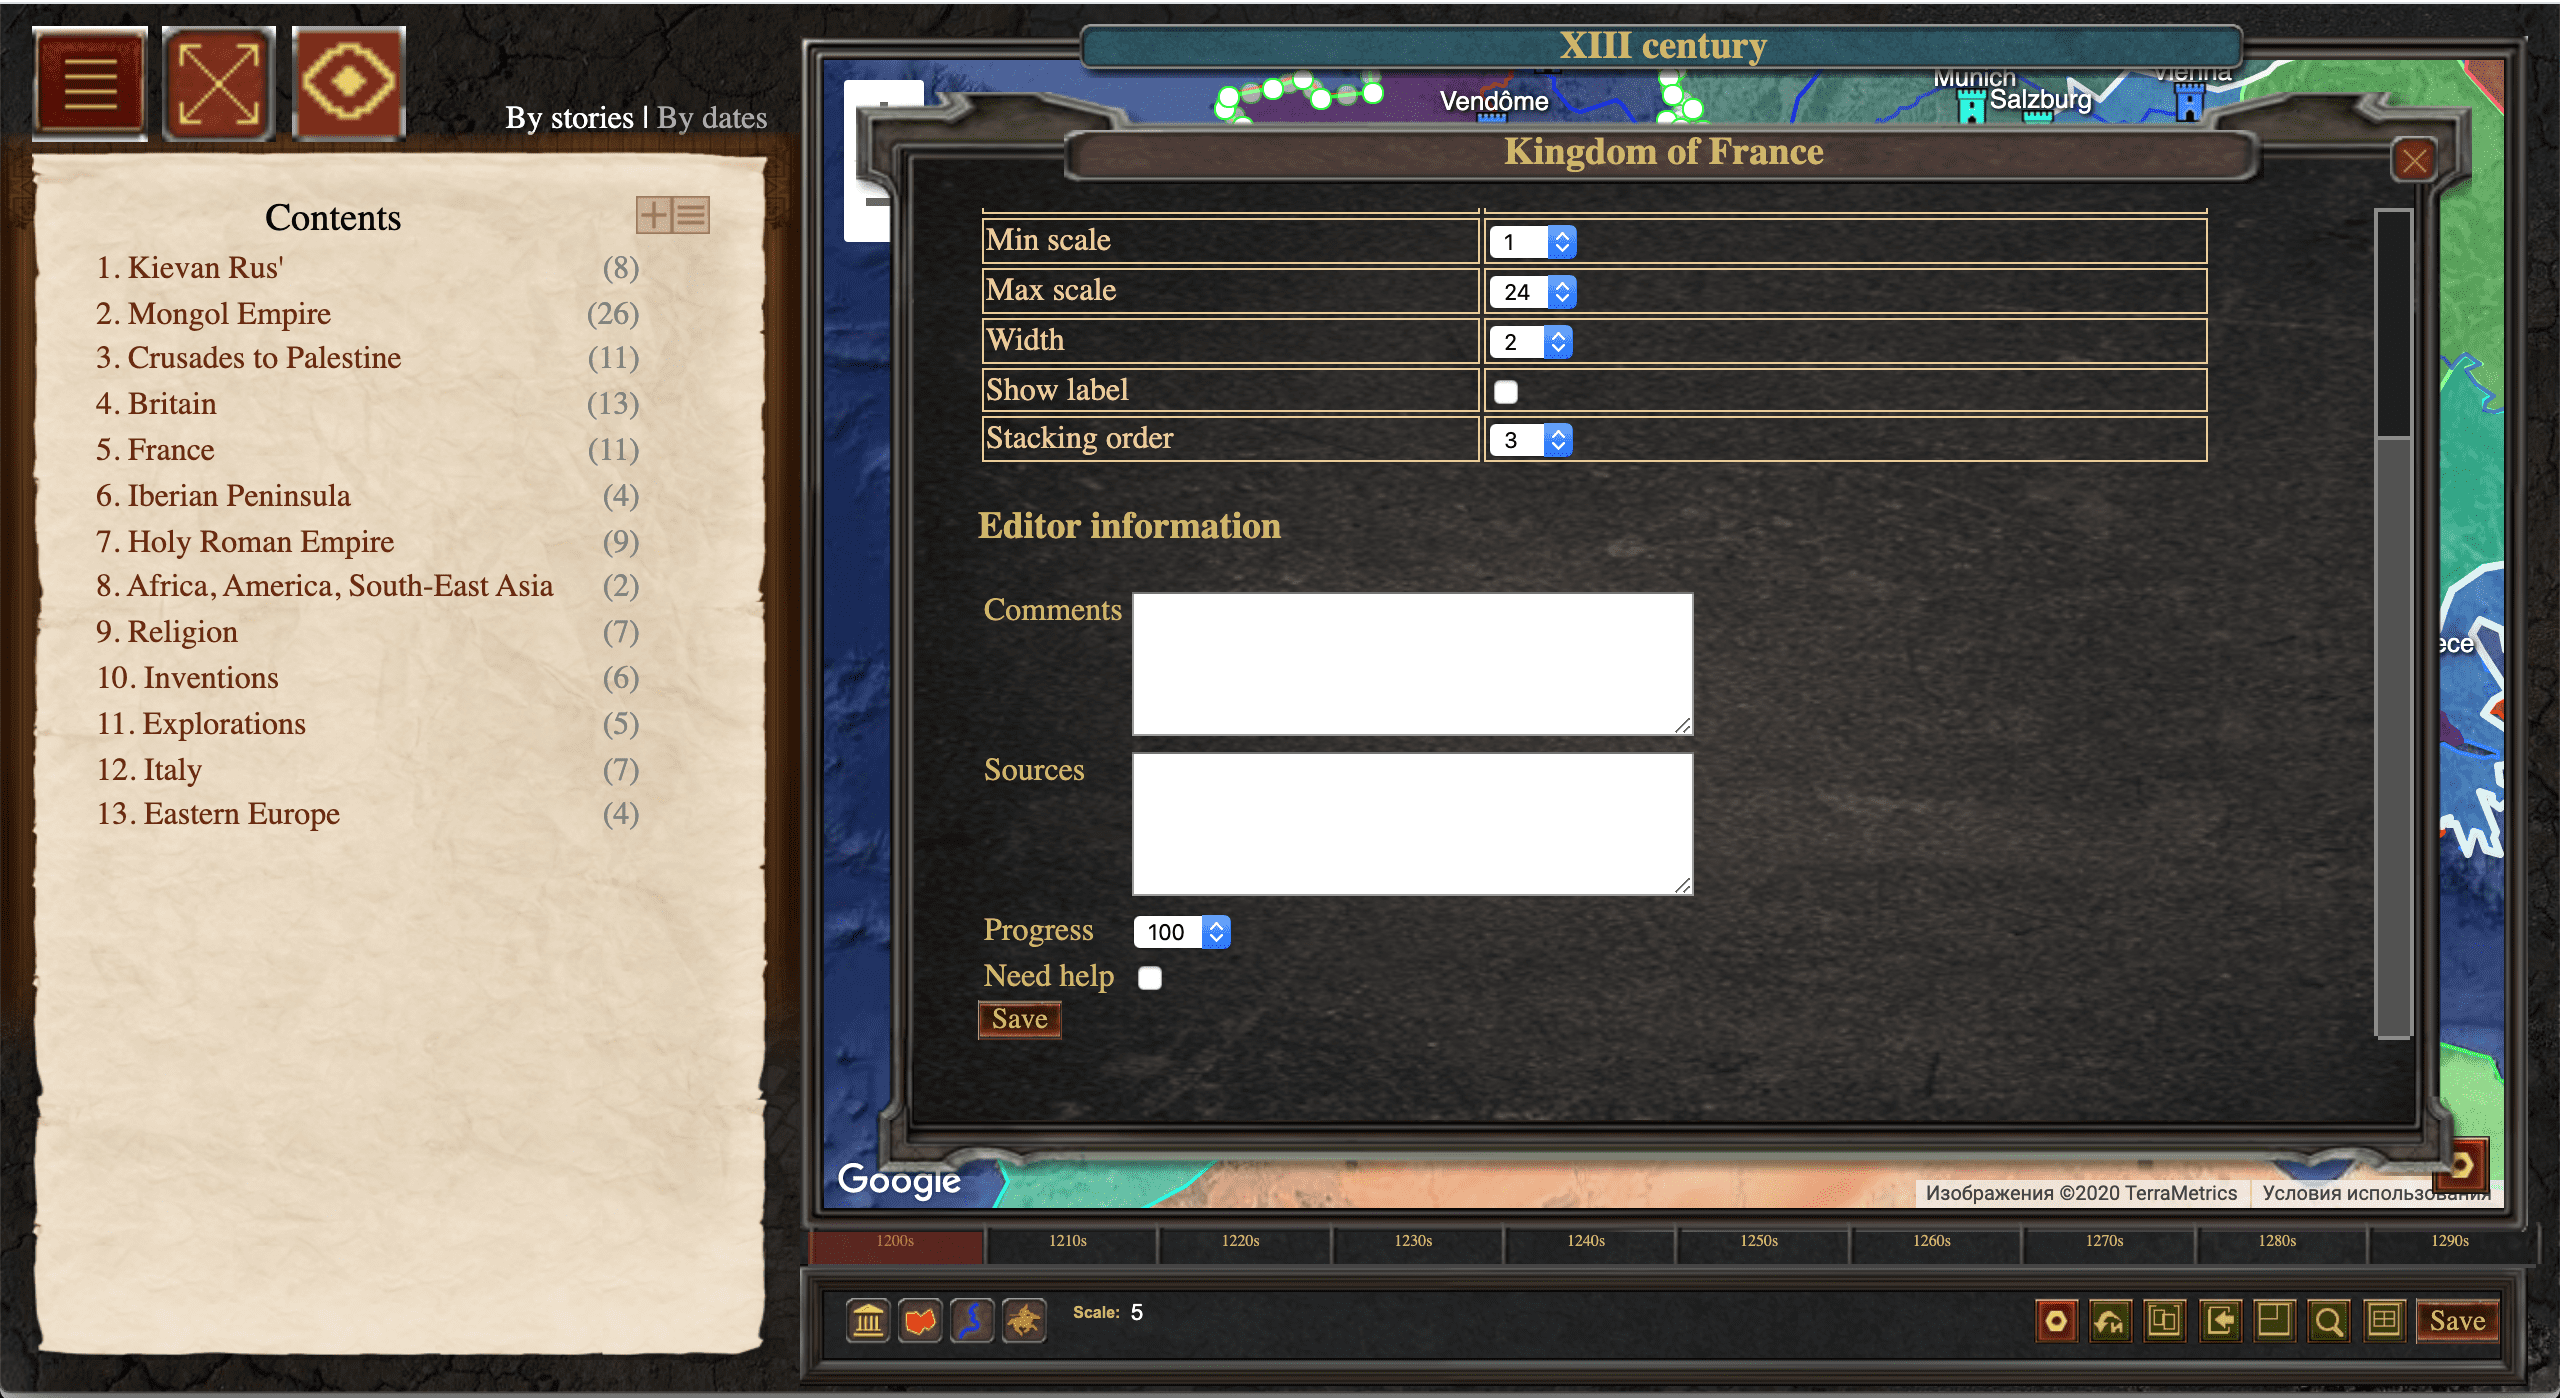 XIII century
By stories | By dates
Contents
1. Kievan Rus' (8)
2. Mongol Empire (26)
3. Crusades to Palestine (11)
4. Britain (13)
5. France (11)
6. Iberian Peninsula (4)
7. Holy Roman Empire (9)
8. Africa, America, South-East Asia (2)
9. Religion (7)
10. Inventions (6)
11. Explorations (5)
12. Italy (7)
13. Eastern Europe (4)
Vendôme
Munich
Salzburg
Vienna
Kingdom of France
Min scale 1
Max scale 24
Width 2
Show label
Stacking order 3
Editor information
Comments
Sources
Progress 100
Need help
Save
ece
Google
Изображения ©2020 TerraMetrics
Условия использования
1200s 1210s 1220s 1230s 1240s 1250s 1260s 1270s 1280s 1290s
Scale: 5
Save